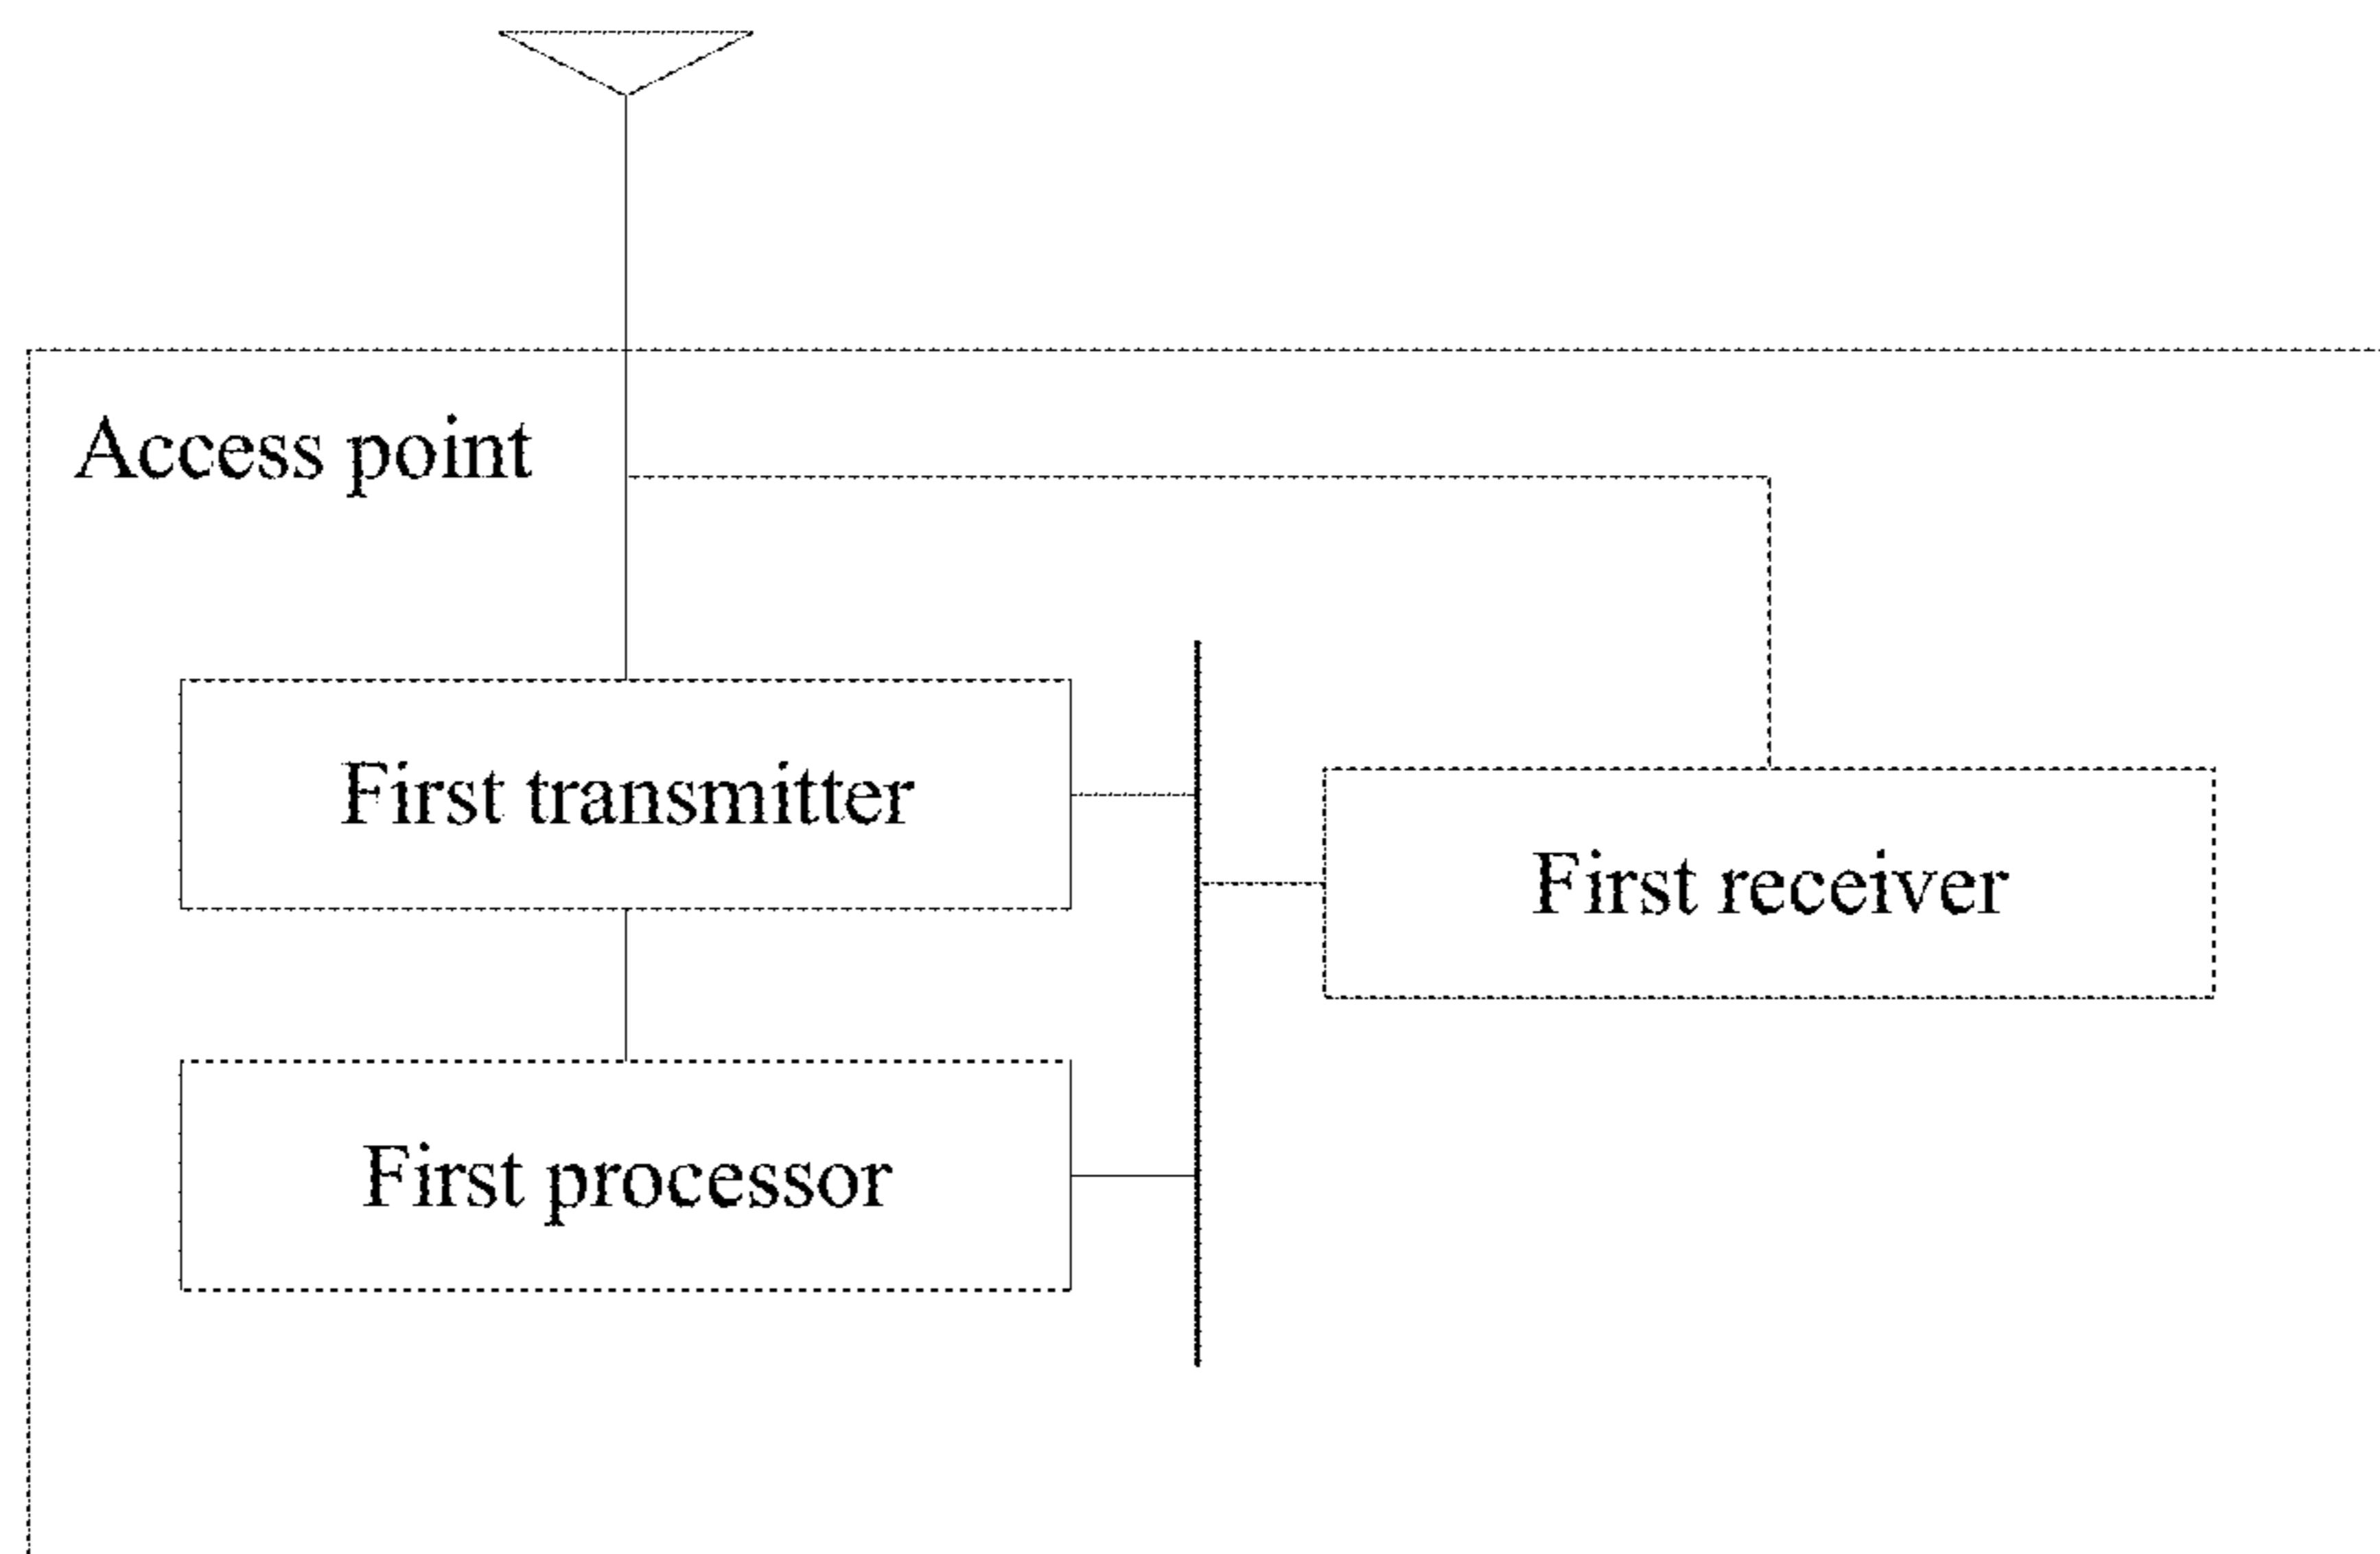 Access point
First transmitter
First receiver
First processor